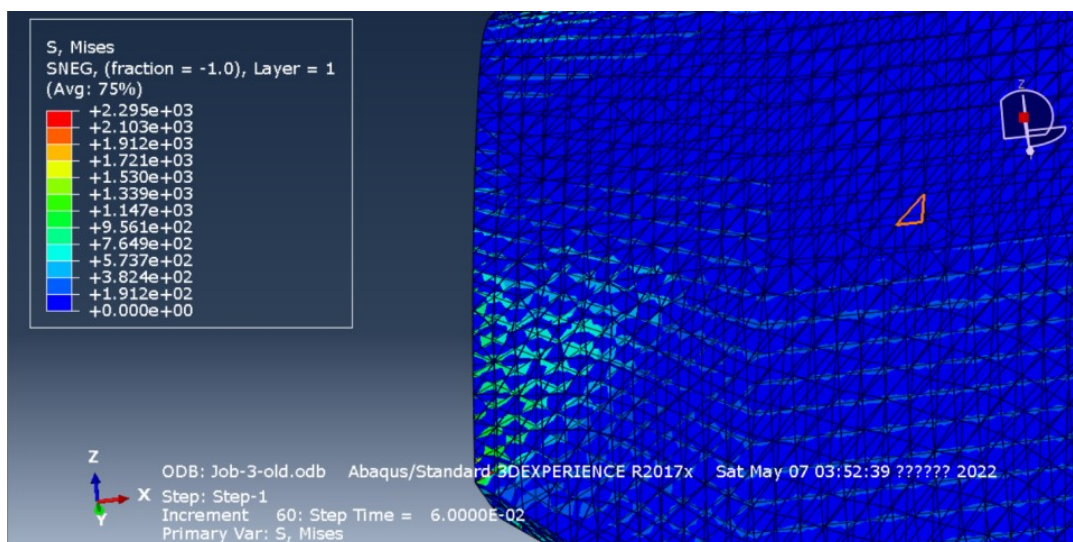 S, Mises
SNEG, (fraction = -1.0), Layer = 1
(Avg: 75%)
+2.295e+03
+2.103e+03
+1.912e+03
+1.721e+03
+1.530e+03
+1.339e+03
+1.147e+03
+9.561e+02
+7.649e+02
+5.737e+02
+3.824e+02
+1.912e+02
+0.000e+00
Z
Z
X
Y
ODB: Job-3-old.odb Abaqus/Standard 3DEXPERIENCE R2017x Sat May 07 03:52:39 ?????? 2022
Step: Step-1
Increment 60: Step Time = 6.0000E-02
Primary Var: S, Mises